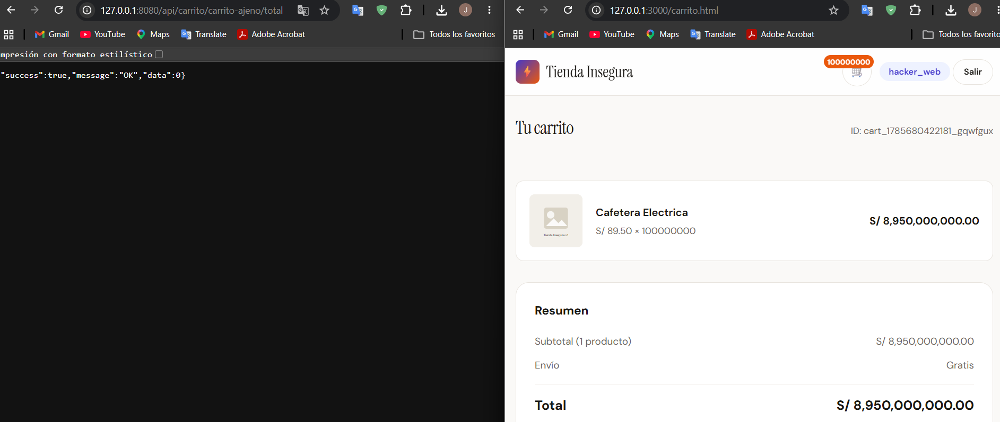 127.0.0.1:8080/api/carrito/carrito-ajeno/total
J
Gmail YouTube Maps Translate Adobe Acrobat Todos los favoritos
mpresión con formato estilístico
"success":true,"message":"OK","data":0}
127.0.0.1:3000/carrito.html
J
Gmail YouTube Maps Translate Adobe Acrobat Todos los favorito
Tienda Insegura
100000000
hacker_web
Salir
Tu carrito
ID: cart_1785680422181_gqwfgux
Tienda Insegura v1
Cafetera Electrica
S/ 89.50 × 100000000
S/ 8,950,000,000.00
Resumen
Subtotal (1 producto) S/ 8,950,000,000.00
Envío Gratis
Total S/ 8,950,000,000.00